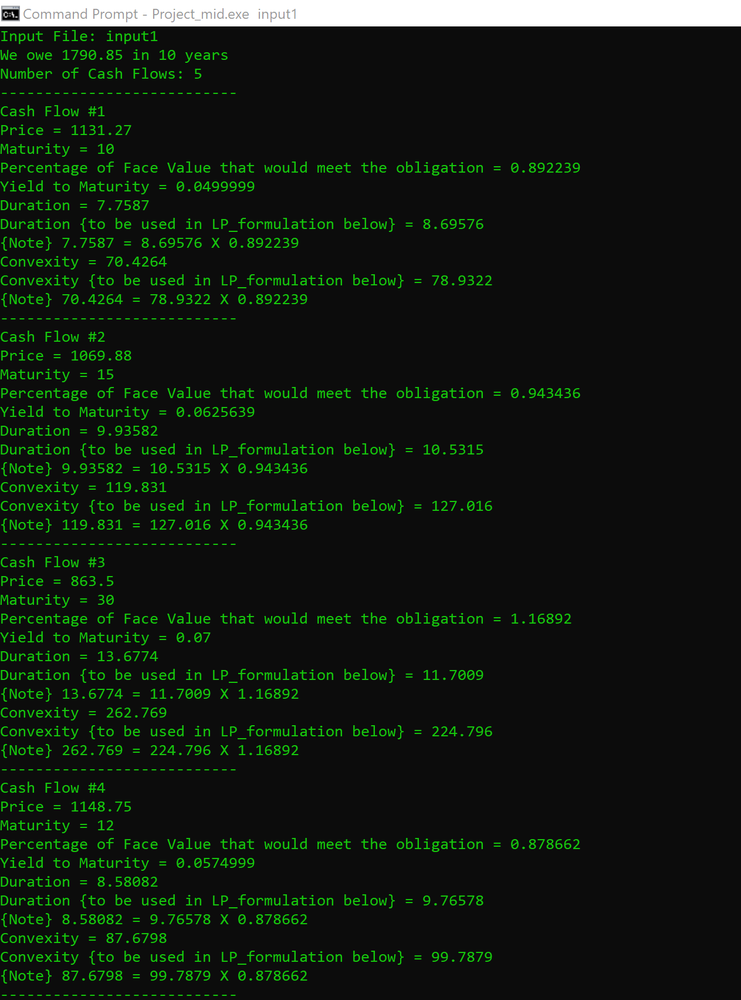 Command Prompt - Project_mid.exe  input1
Input File: input1
We owe 1790.85 in 10 years
Number of Cash Flows: 5
---------------------------
Cash Flow #1
Price = 1131.27
Maturity = 10
Percentage of Face Value that would meet the obligation = 0.892239
Yield to Maturity = 0.0499999
Duration = 7.7587
Duration {to be used in LP_formulation below} = 8.69576
{Note} 7.7587 = 8.69576 X 0.892239
Convexity = 70.4264
Convexity {to be used in LP_formulation below} = 78.9322
{Note} 70.4264 = 78.9322 X 0.892239
---------------------------
Cash Flow #2
Price = 1069.88
Maturity = 15
Percentage of Face Value that would meet the obligation = 0.943436
Yield to Maturity = 0.0625639
Duration = 9.93582
Duration {to be used in LP_formulation below} = 10.5315
{Note} 9.93582 = 10.5315 X 0.943436
Convexity = 119.831
Convexity {to be used in LP_formulation below} = 127.016
{Note} 119.831 = 127.016 X 0.943436
---------------------------
Cash Flow #3
Price = 863.5
Maturity = 30
Percentage of Face Value that would meet the obligation = 1.16892
Yield to Maturity = 0.07
Duration = 13.6774
Duration {to be used in LP_formulation below} = 11.7009
{Note} 13.6774 = 11.7009 X 1.16892
Convexity = 262.769
Convexity {to be used in LP_formulation below} = 224.796
{Note} 262.769 = 224.796 X 1.16892
---------------------------
Cash Flow #4
Price = 1148.75
Maturity = 12
Percentage of Face Value that would meet the obligation = 0.878662
Yield to Maturity = 0.0574999
Duration = 8.58082
Duration {to be used in LP_formulation below} = 9.76578
{Note} 8.58082 = 9.76578 X 0.878662
Convexity = 87.6798
Convexity {to be used in LP_formulation below} = 99.7879
{Note} 87.6798 = 99.7879 X 0.878662
---------------------------